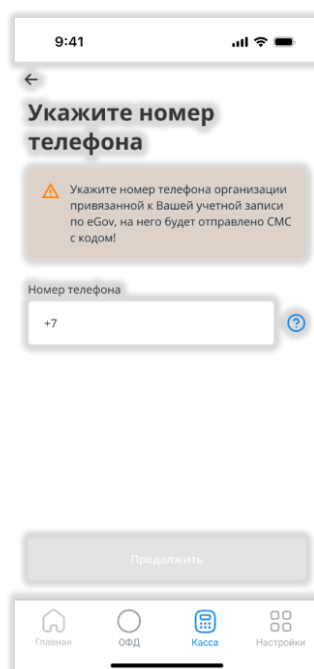 9:41
Укажите номер
телефона
Укажите номер телефона организации
привязанной к Вашей учетной записи
по eGov, на него будет отправлено СМС
с кодом!
Номер телефона
+7
Продолжить
Главная ОФД Касса Настройки